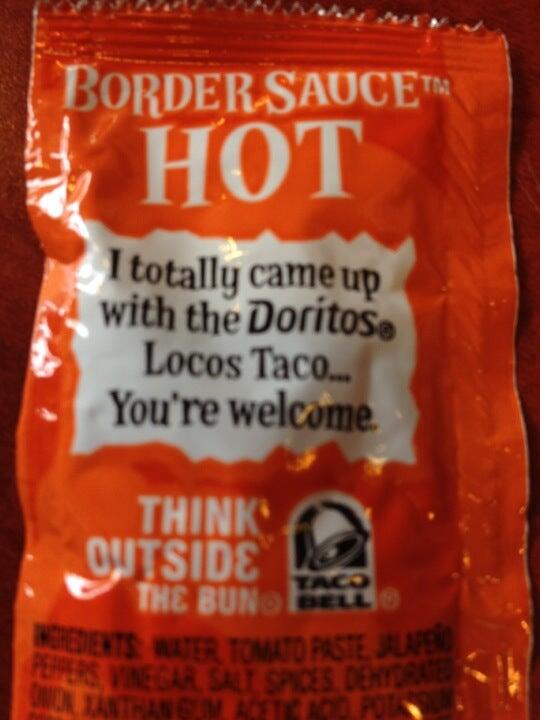 BORDER SAUCE™
HOT
I totally came up
with the Doritos®
Locos Taco...
You're welcome.
THINK
OUTSIDE
THE BUN®
TACO
BELL®
INGREDIENTS: WATER, TOMATO PASTE, JALAPEÑO
PEPPERS, VINEGAR, SALT, SPICES, DEHYDRATED
ONION, XANTHAN GUM, ACETIC ACID, POTASSIUM